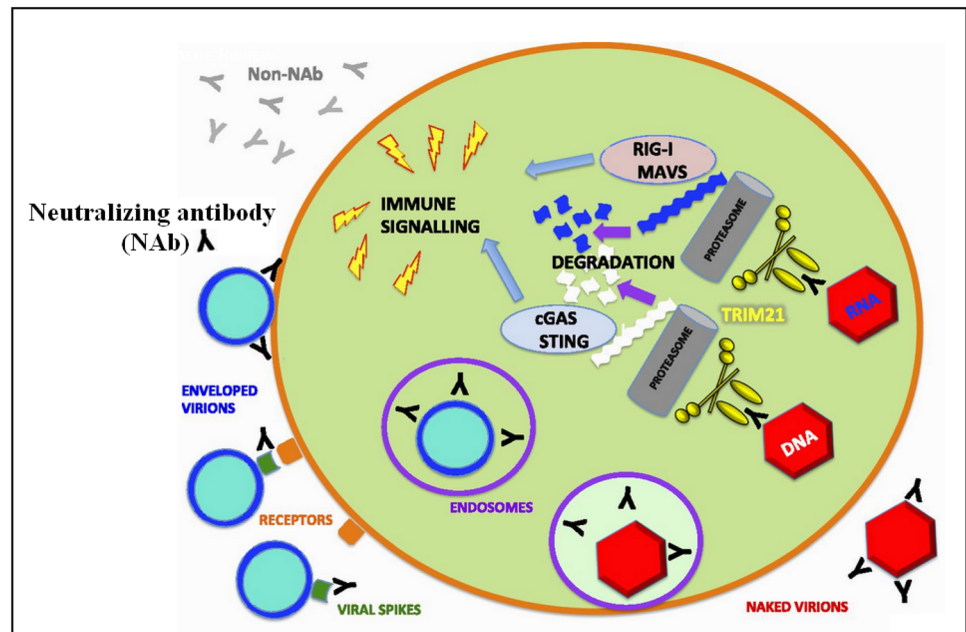 Non-NAb
Neutralizing antibody
(NAb)
RIG-I
MAVS
IMMUNE
SIGNALLING
PROTEASOME
DEGRADATION
RNA
TRIM21
cGAS
STING
PROTEASOME
ENVELOPED
VIRIONS
DNA
ENDOSOMES
RECEPTORS
VIRAL SPIKES
NAKED VIRIONS